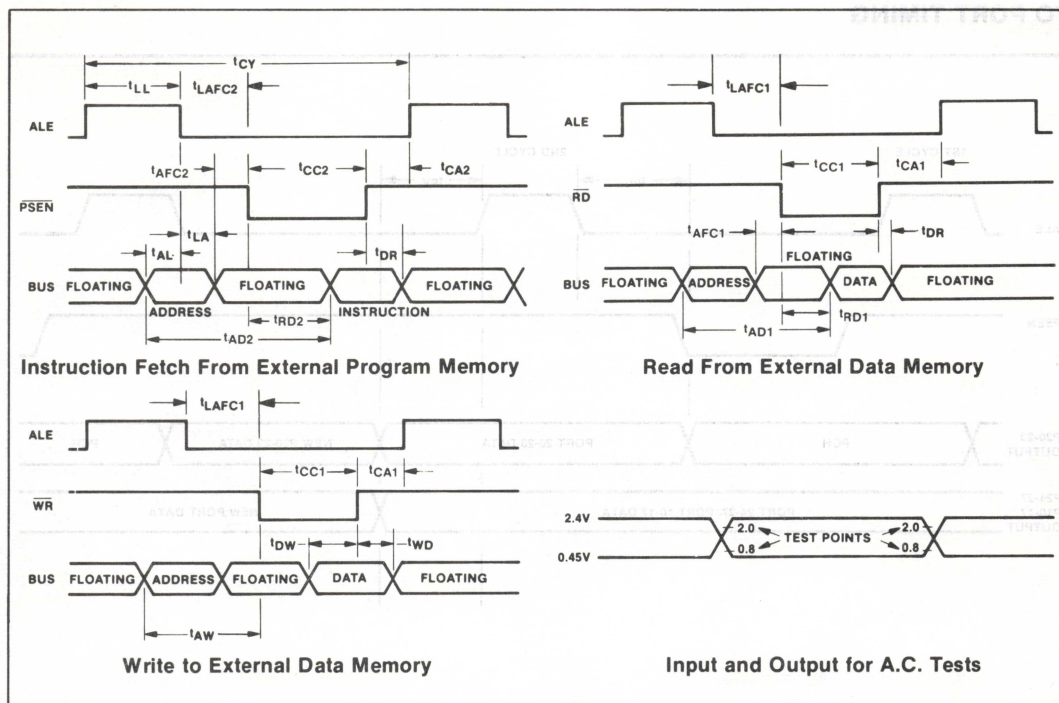 tCY
tLL
tLAFC2
ALE
tAFC2
tCC2
tCA2
PSEN
tLA
tAL
tDR
BUS
FLOATING
FLOATING
FLOATING
ADDRESS
INSTRUCTION
tRD2
tAD2
Instruction Fetch From External Program Memory
tLAFC1
ALE
tCC1
tCA1
RD
tAFC1
tDR
FLOATING
BUS
FLOATING
ADDRESS
DATA
FLOATING
tRD1
tAD1
Read From External Data Memory
tLAFC1
ALE
tCC1
tCA1
WR
tDW
tWD
BUS
FLOATING
ADDRESS
FLOATING
DATA
FLOATING
tAW
Write to External Data Memory
2.4V
2.0
TEST POINTS
2.0
0.8
0.8
0.45V
Input and Output for A.C. Tests
O PORT TIMING